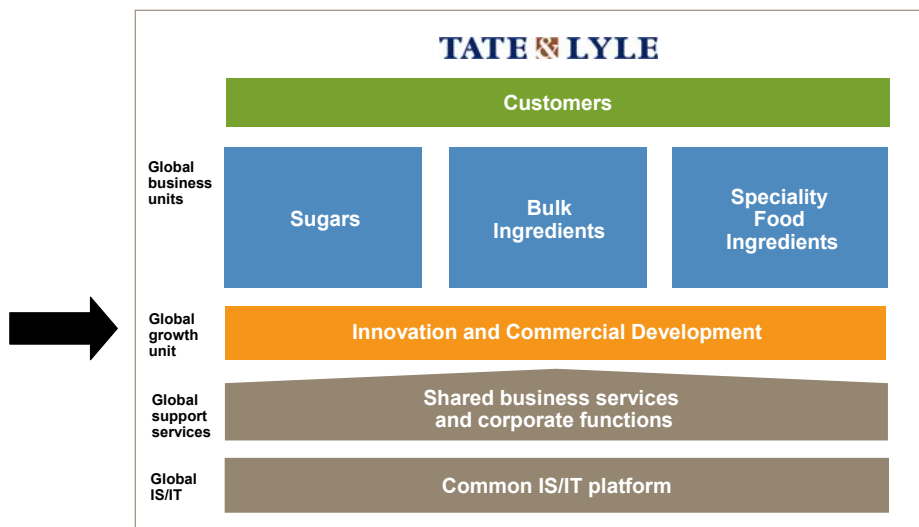 TATE & LYLE
Customers
Global
business
units
Sugars
Bulk
Ingredients
Speciality
Food
Ingredients
Global
growth
unit
Innovation and Commercial Development
Global
support
services
Shared business services
and corporate functions
Global
IS/IT
Common IS/IT platform